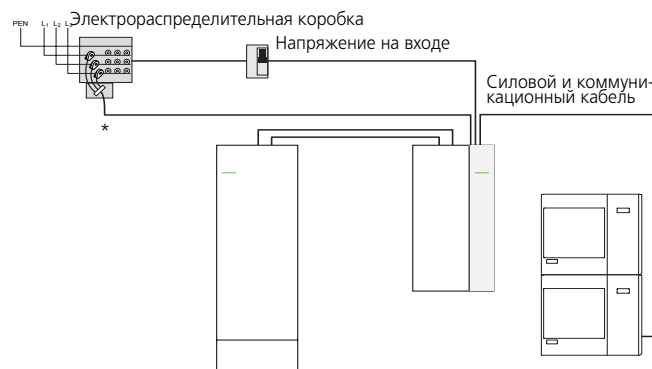 Электрораспределительная коробка
PEN L₁ L₂ L₃
Напряжение на входе
Силовой и коммуни-
кационный кабель
*